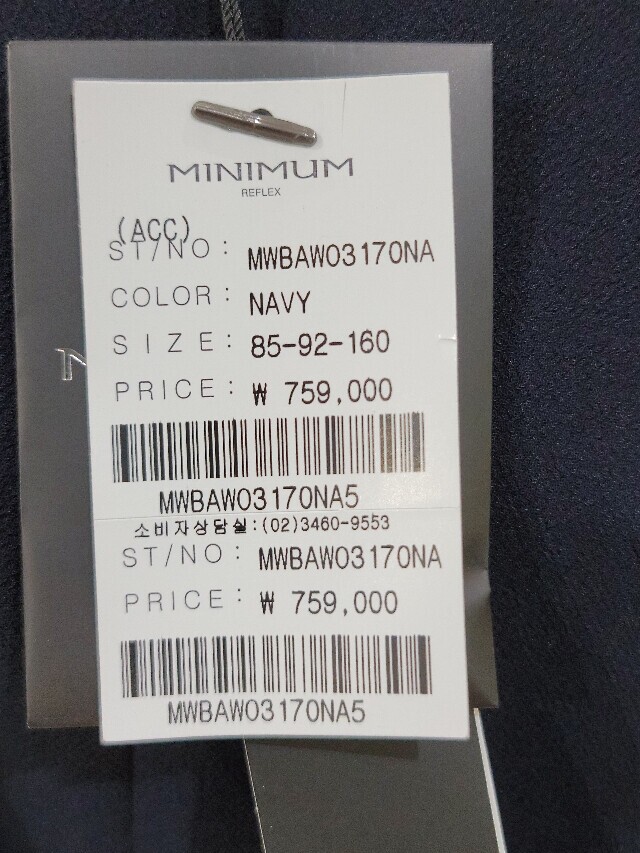 MINIMUM
REFLEX
(ACC)
ST/NO : MWBAW03170NA
COLOR : NAVY
SIZE : 85-92-160
PRICE : ₩ 759,000
MWBAW03170NA5
소비자상담실:(02)3460-9553
ST/NO : MWBAW03170NA
PRICE : ₩ 759,000
MWBAW03170NA5